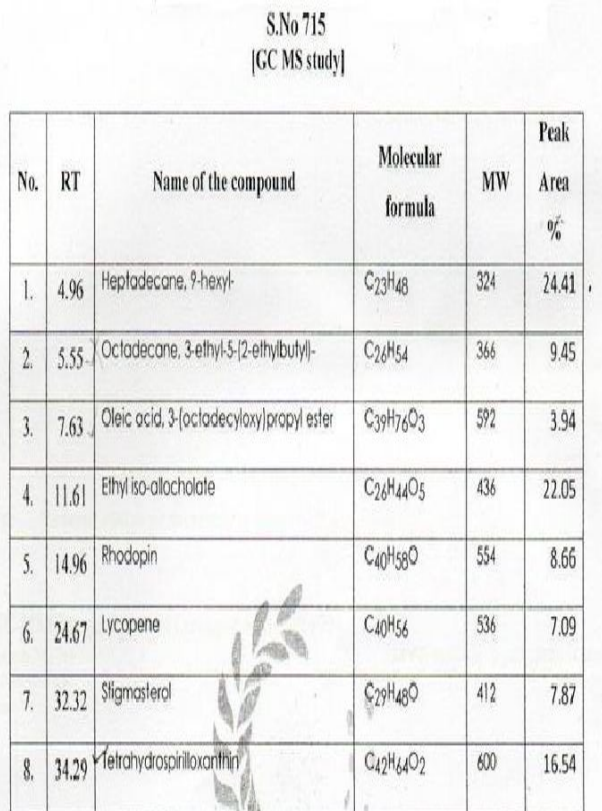 S.No 715
[GC MS study]
No. RT Name of the compound Molecular formula MW Peak Area %
1. 4.96 Heptadecane, 9-hexyl- C23H48 324 24.41
2. 5.55 Octadecane, 3-ethyl-5-(2-ethylbutyl)- C26H54 366 9.45
3. 7.63 Oleic acid, 3-(octadecyloxy)propyl ester C39H76O3 592 3.94
4. 11.61 Ethyl iso-allocholate C26H44O5 436 22.05
5. 14.96 Rhodopin C40H58O 554 8.66
6. 24.67 Lycopene C40H56 536 7.09
7. 32.32 Stigmasterol C29H48O 412 7.87
8. 34.29 Tetrahydrospirilloxanthin C42H64O2 600 16.54